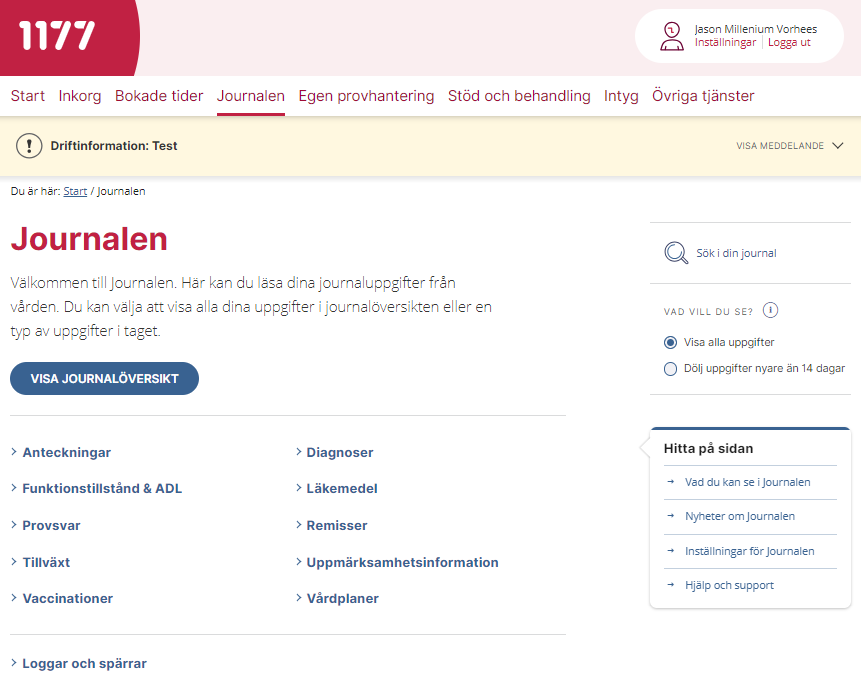 1177
Jason Millenium Vorhees
Inställningar | Logga ut
Start Inkorg Bokade tider Journalen Egen provhantering Stöd och behandling Intyg Övriga tjänster
Driftinformation: Test
VISA MEDDELANDE
Du är här: Start / Journalen
Journalen
Välkommen till Journalen. Här kan du läsa dina journaluppgifter från
vården. Du kan välja att visa alla dina uppgifter i journalöversikten eller en
typ av uppgifter i taget.
VISA JOURNALÖVERSIKT
Anteckningar
Diagnoser
Funktionstillstånd & ADL
Läkemedel
Provsvar
Remisser
Tillväxt
Uppmärksamhetsinformation
Vaccinationer
Vårdplaner
Loggar och spärrar
Sök i din journal
VAD VILL DU SE?
Visa alla uppgifter
Dölj uppgifter nyare än 14 dagar
Hitta på sidan
Vad du kan se i Journalen
Nyheter om Journalen
Inställningar för Journalen
Hjälp och support